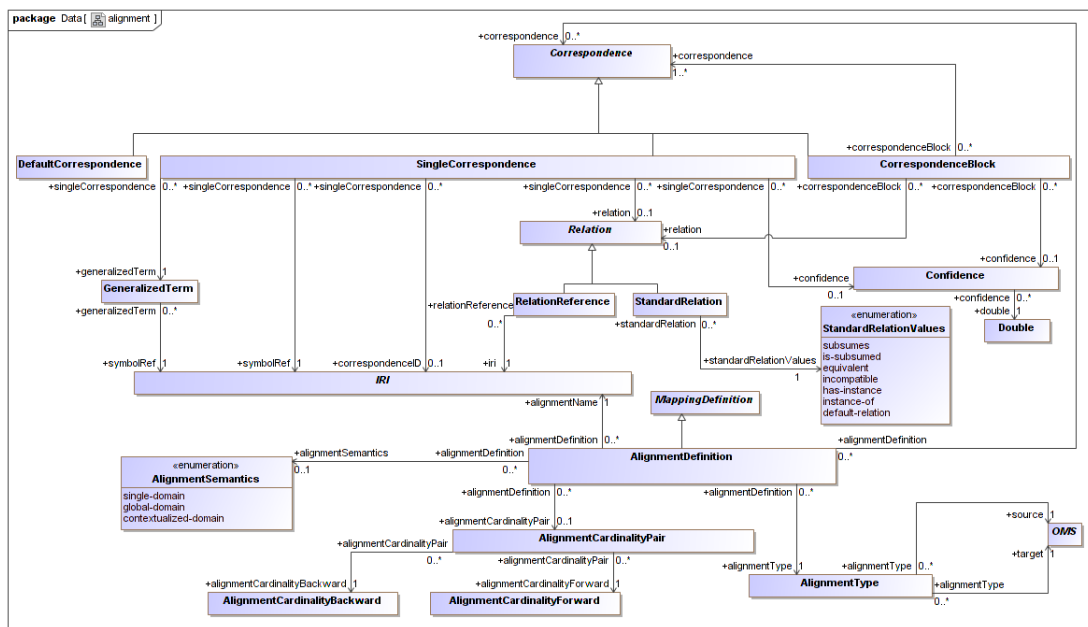 package Data [ alignment ]
+correspondence 0..*
Correspondence
+correspondence
1..*
+correspondenceBlock 0..*
DefaultCorrespondence
SingleCorrespondence
CorrespondenceBlock
+singleCorrespondence 0..* +singleCorrespondence 0..* +singleCorrespondence 0..* +singleCorrespondence 0..* +singleCorrespondence 0..* +correspondenceBlock 0..* +correspondenceBlock 0..*
+relation 0..1
Relation
+relation
0..1
+generalizedTerm 1
GeneralizedTerm
+generalizedTerm 0..*
+confidence 0..1
+confidence
0..1
Confidence
+confidence 0..*
+double 1
Double
+relationReference
0..*
RelationReference
StandardRelation
+standardRelation 0..*
«enumeration»
StandardRelationValues
subsumes
is-subsumed
equivalent
incompatible
has-instance
instance-of
default-relation
+standardRelationValues
1
+symbolRef 1 +symbolRef 1 +correspondenceID 0..1 +iri 1
IRI
+alignmentName 1
MappingDefinition
+alignmentDefinition 0..*
+alignmentDefinition
0..*
AlignmentDefinition
+alignmentSemantics
0..1
+alignmentDefinition
0..*
«enumeration»
AlignmentSemantics
single-domain
global-domain
contextualized-domain
+alignmentDefinition 0..* +alignmentDefinition 0..*
+alignmentCardinalityPair 0..1
AlignmentCardinalityPair
+alignmentCardinalityPair
0..*
+alignmentCardinalityPair 0..*
+source 1
OMS
+target 1
+alignmentType 1 +alignmentType 0..*
AlignmentType
+alignmentType
0..*
+alignmentCardinalityBackward 1 +alignmentCardinalityForward 1
AlignmentCardinalityBackward
AlignmentCardinalityForward